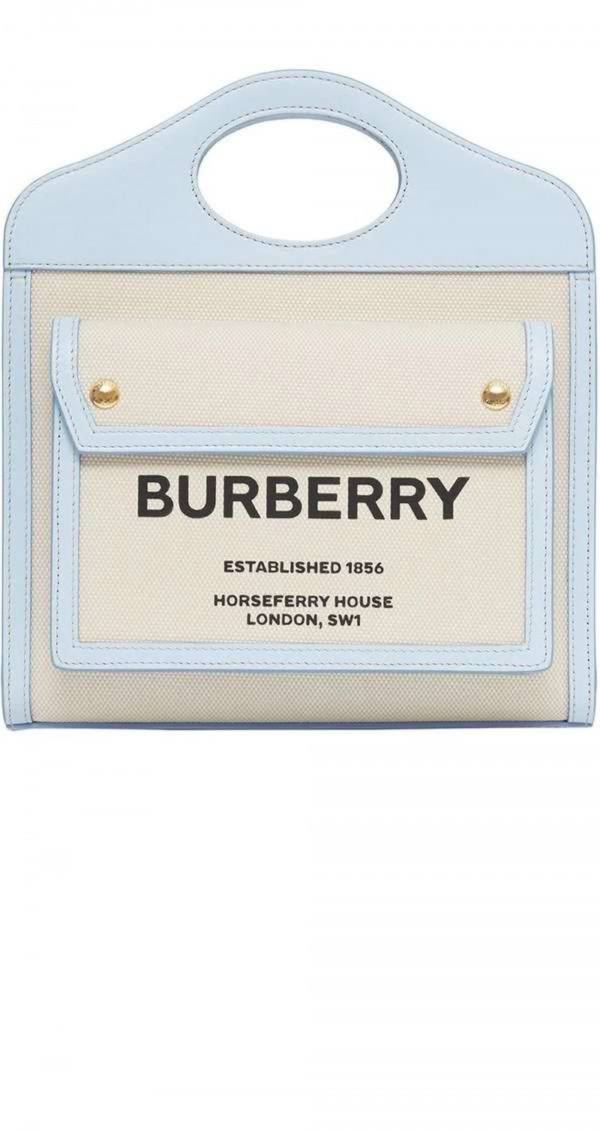 BURBERRY
ESTABLISHED 1856
HORSEFERRY HOUSE
LONDON, SW1